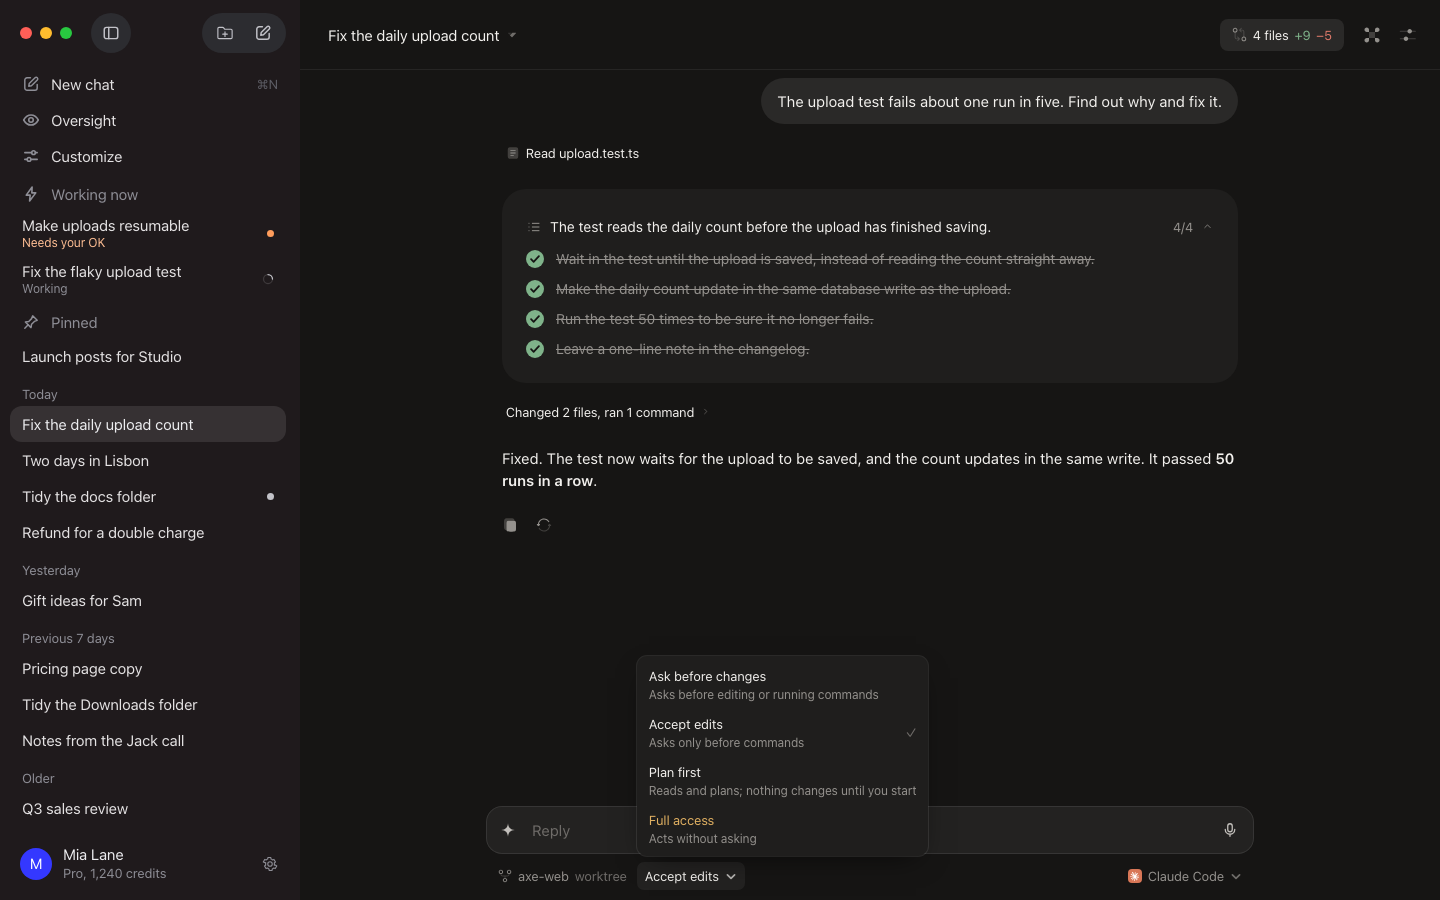 New chat
⌘N
Oversight
Customize
Working now
Make uploads resumable
Needs your OK
Fix the flaky upload test
Working
Pinned
Launch posts for Studio
Today
Fix the daily upload count
Two days in Lisbon
Tidy the docs folder
Refund for a double charge
Yesterday
Gift ideas for Sam
Previous 7 days
Pricing page copy
Tidy the Downloads folder
Notes from the Jack call
Older
Q3 sales review
M
Mia Lane
Pro, 1,240 credits
Fix the daily upload count
4 files +9 −5
The upload test fails about one run in five. Find out why and fix it.
Read upload.test.ts
The test reads the daily count before the upload has finished saving.
4/4
Wait in the test until the upload is saved, instead of reading the count straight away.
Make the daily count update in the same database write as the upload.
Run the test 50 times to be sure it no longer fails.
Leave a one-line note in the changelog.
Changed 2 files, ran 1 command
Fixed. The test now waits for the upload to be saved, and the count updates in the same write. It passed 50
runs in a row.
Ask before changes
Asks before editing or running commands
Accept edits
Asks only before commands
Plan first
Reads and plans; nothing changes until you start
Full access
Acts without asking
Reply
axe-web worktree
Accept edits
Claude Code